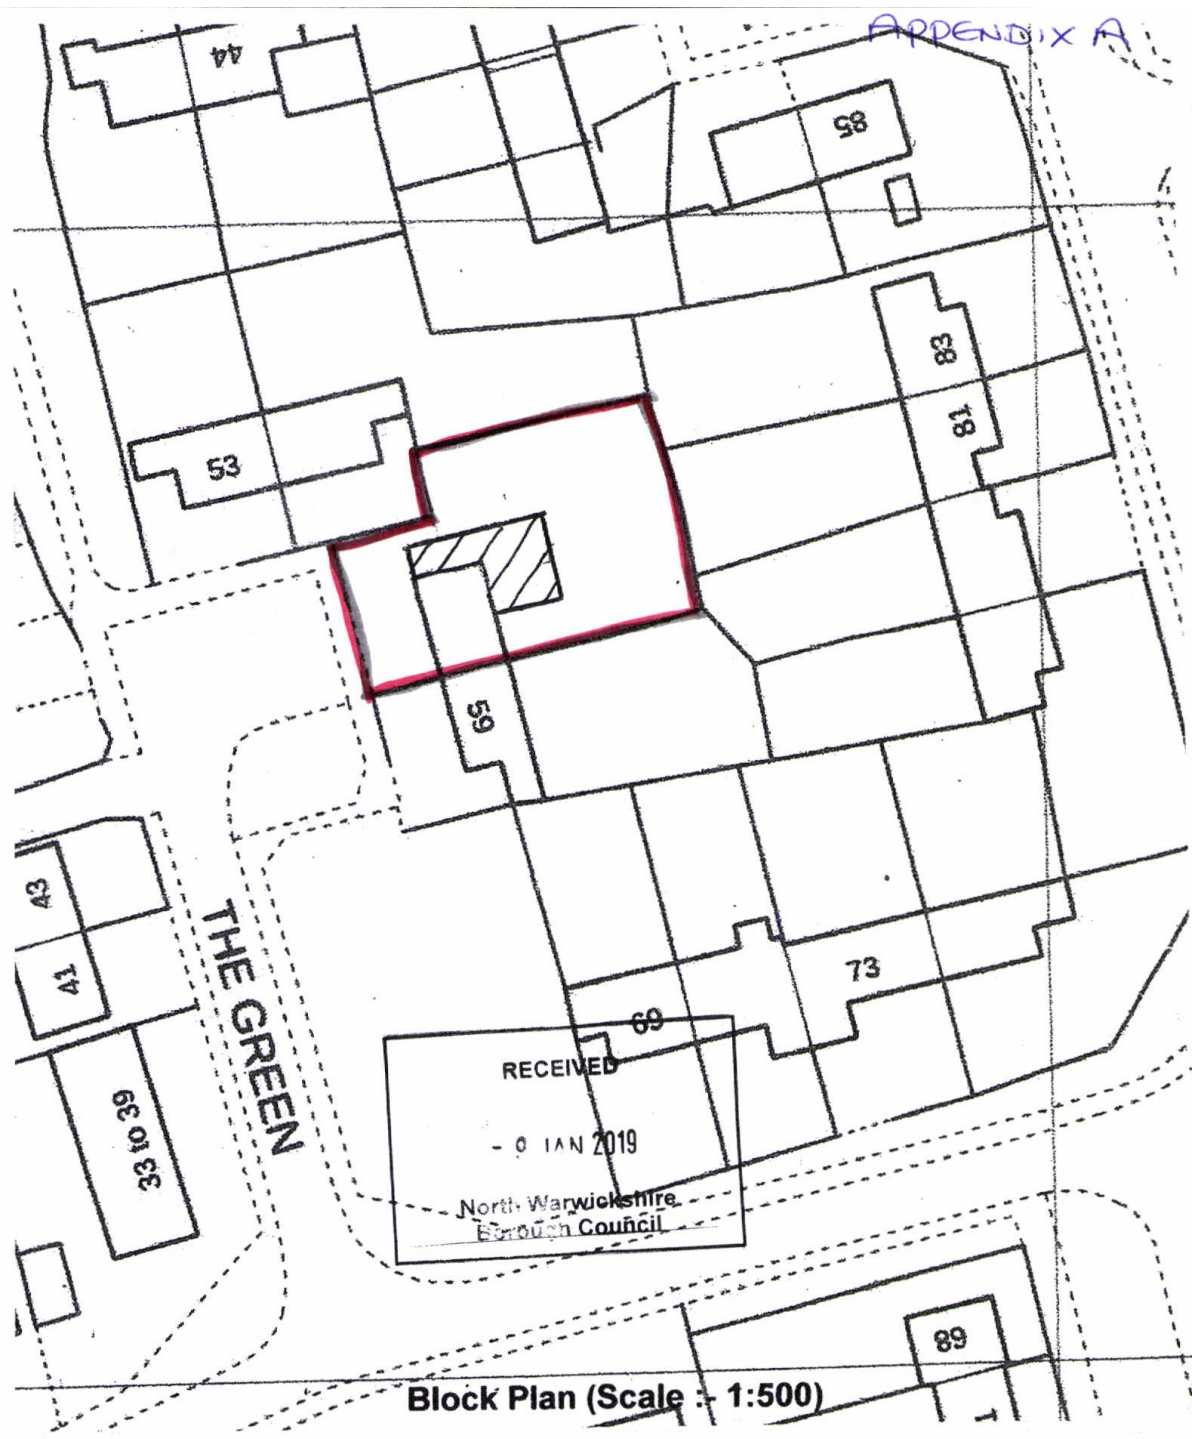 APPENDIX A
44
85
83
81
53
59
43
41
THE GREEN
73
69
33 to 39
RECEIVED
IAN 2019
North Warwickshire
Borough Council
89
Block Plan (Scale :- 1:500)